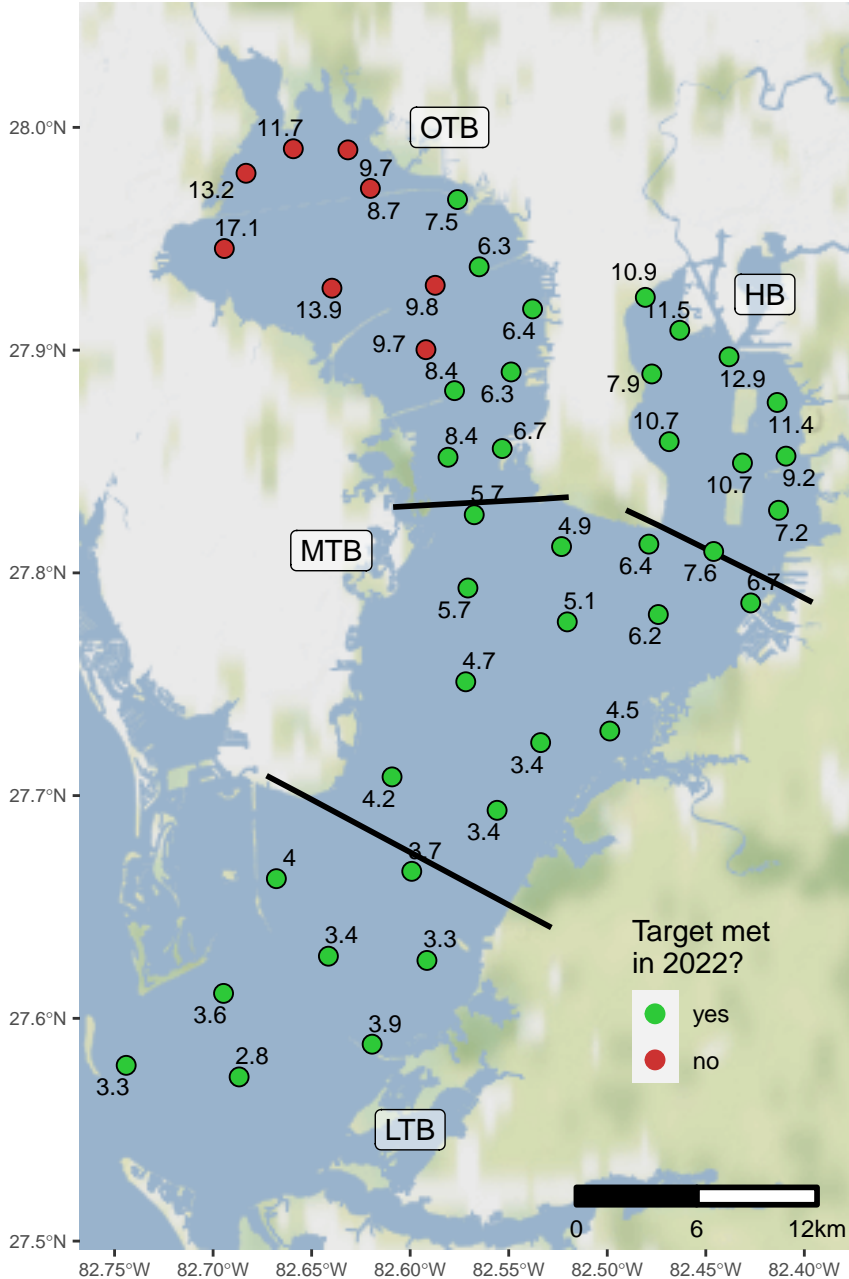 28.0°N
27.9°N
27.8°N
27.7°N
27.6°N
27.5°N
OTB
11.7
9.7
13.2
8.7
7.5
17.1
6.3
10.9
HB
13.9
9.8
6.4
11.5
9.7
8.4
6.3
7.9
12.9
11.4
8.4
6.7
10.7
10.7
9.2
5.7
7.2
MTB
4.9
6.4
7.6
6.7
5.7
5.1
6.2
4.7
4.5
3.4
4.2
3.4
3.7
4
3.4
3.3
3.6
3.9
3.3
2.8
LTB
Target met
in 2022?
yes
no
0 6 12km
82.75°W 82.70°W 82.65°W 82.60°W 82.55°W 82.50°W 82.45°W 82.40°W